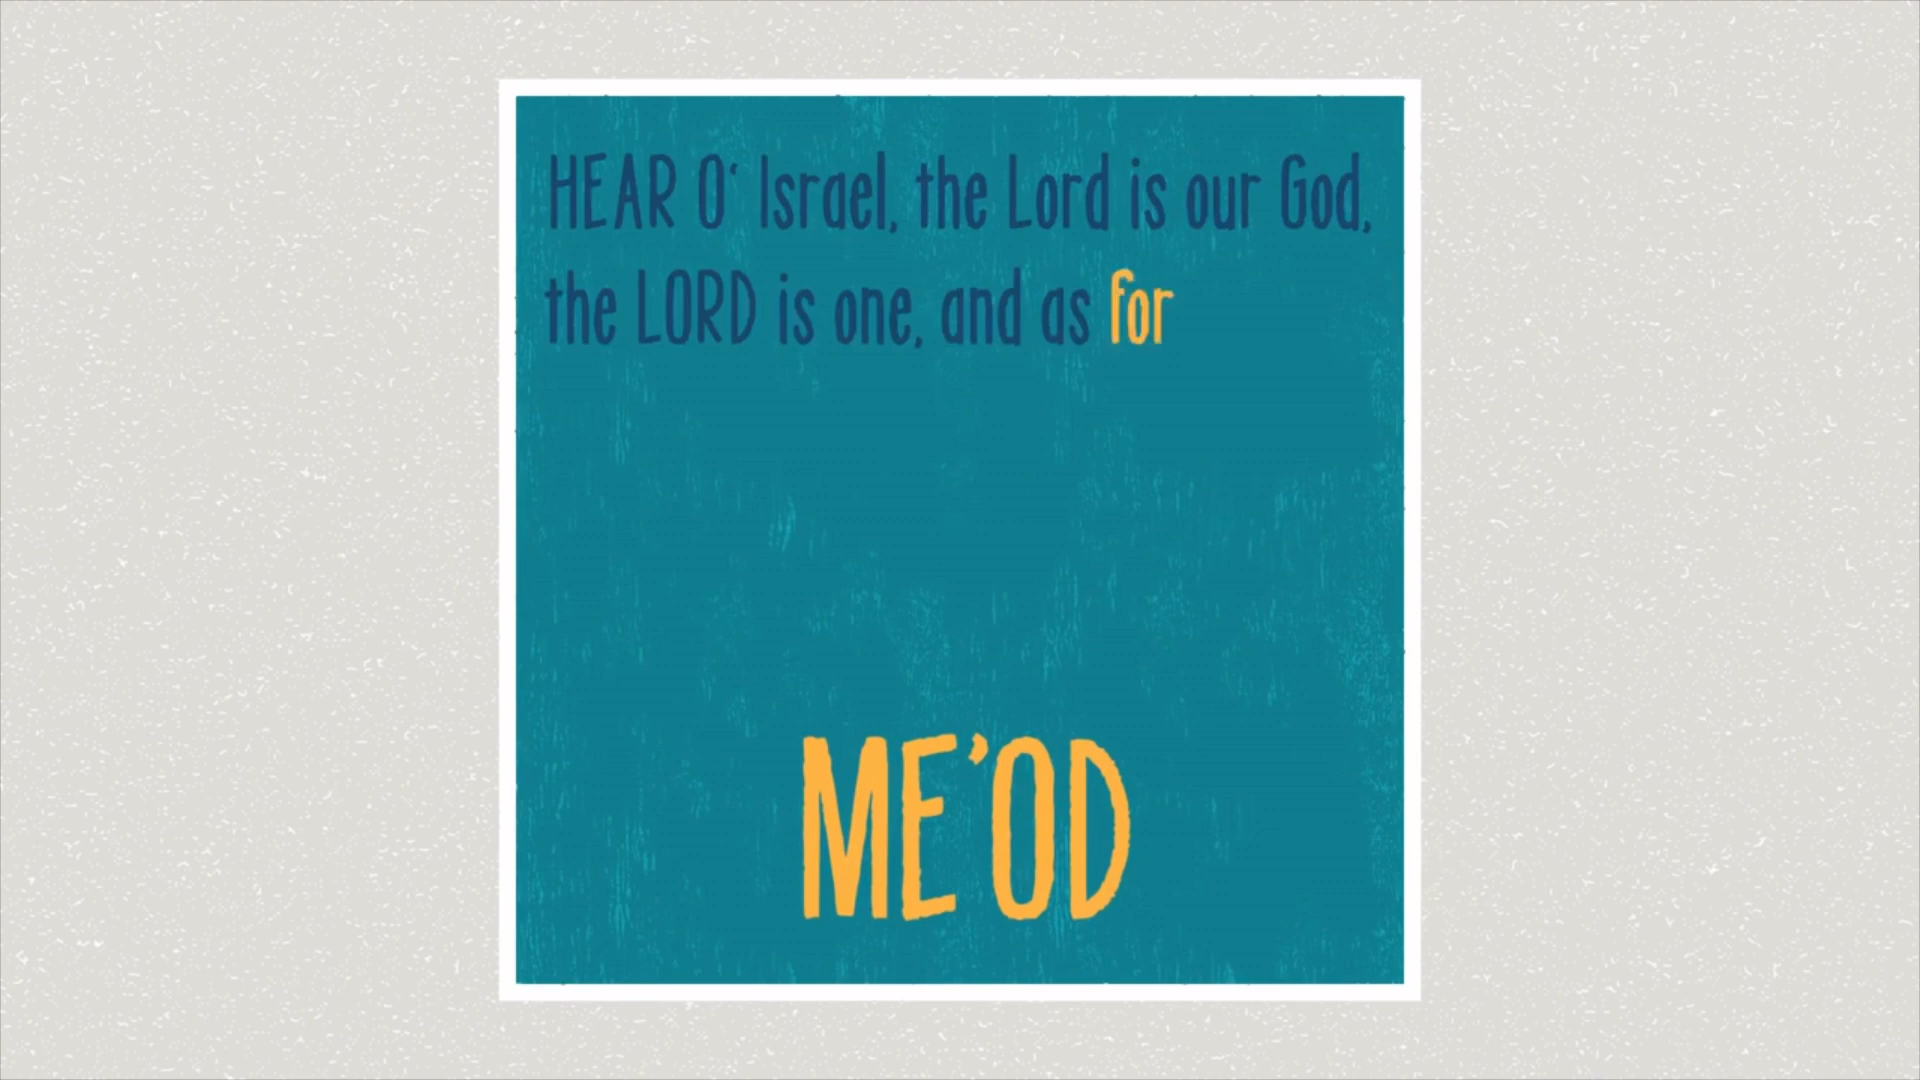 HEAR O‘ Israel, the Lord is our God,
the LORD is one, and as for
ME’OD